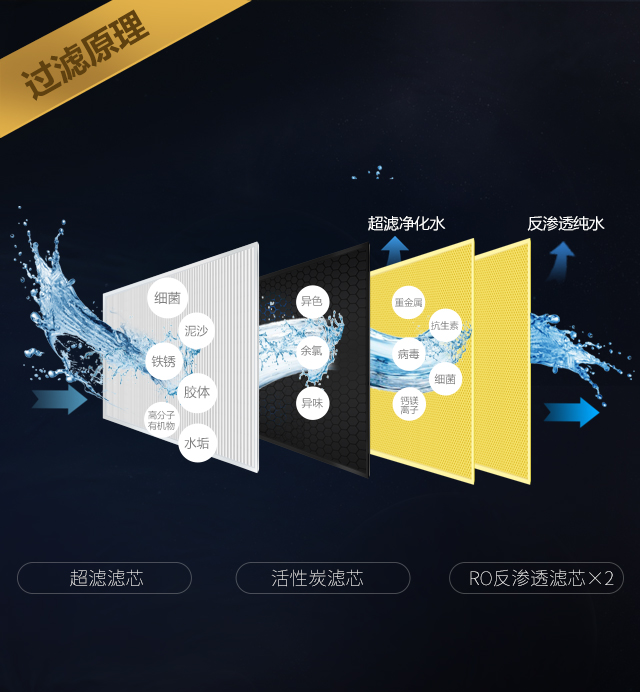 过滤原理
超滤净化水
反渗透纯水
细菌
泥沙
铁锈
胶体
高分子
有机物
水垢
异色
余氯
异味
重金属
抗生素
病毒
细菌
钙镁
离子
超滤滤芯
活性炭滤芯
RO反渗透滤芯×2